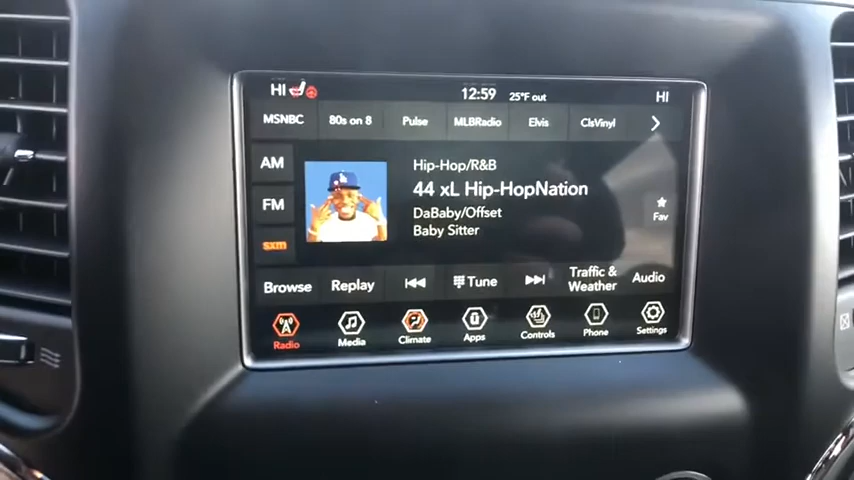 HI 12:59 25°F out HI
MSNBC 80s on 8 Pulse MLBRadio Elvis ClsVinyl
AM
Hip-Hop/R&B
44 xL Hip-HopNation
FM
DaBaby/Offset
Fav
sxm
Baby Sitter
Browse Replay Tune Traffic & Weather Audio
Radio Media Climate Apps Controls Phone Settings